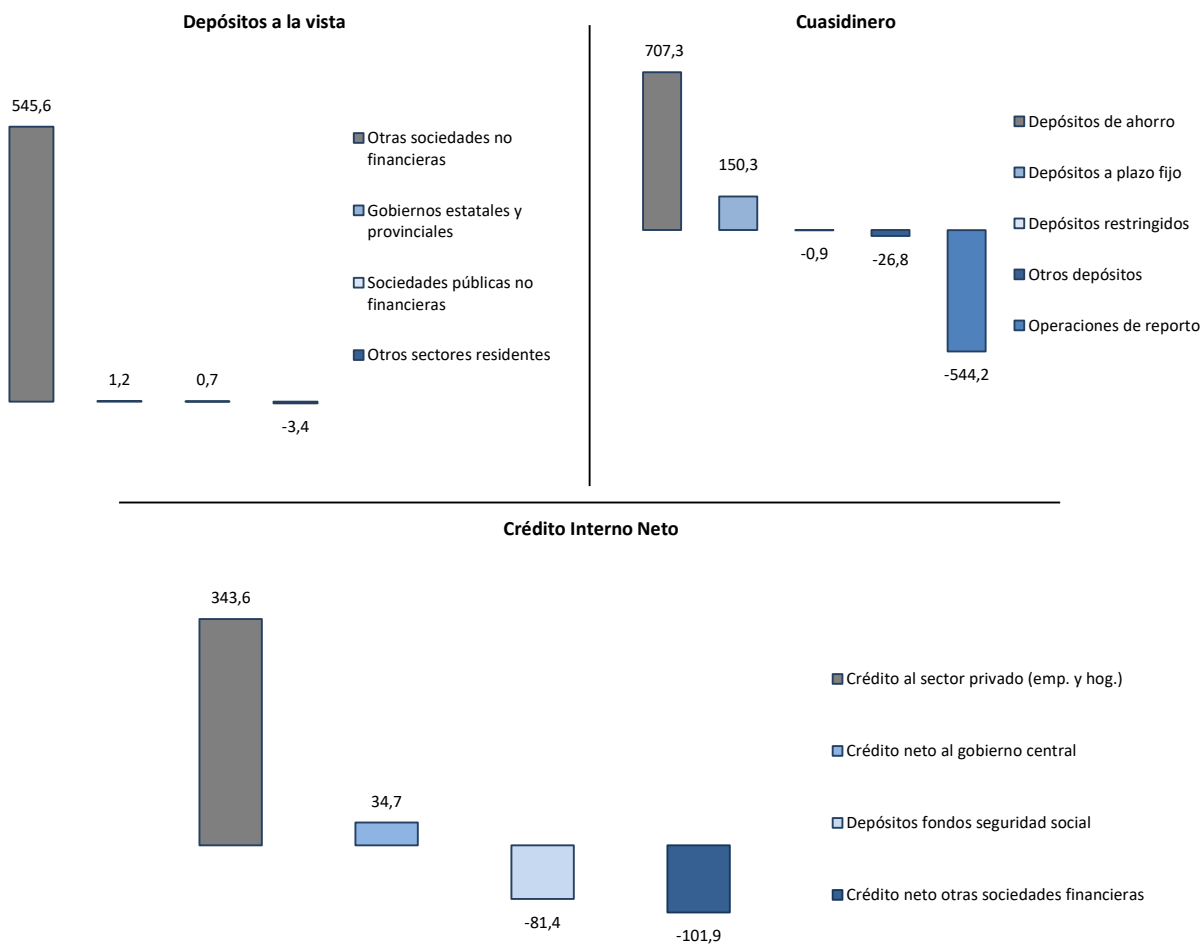 Depósitos a la vista
545,6
1,2
0,7
-3,4
Otras sociedades no
financieras
Gobiernos estatales y
provinciales
Sociedades públicas no
financieras
Otros sectores residentes
Cuasidinero
707,3
150,3
-0,9
-26,8
-544,2
Depósitos de ahorro
Depósitos a plazo fijo
Depósitos restringidos
Otros depósitos
Operaciones de reporto
Crédito Interno Neto
343,6
34,7
-81,4
-101,9
Crédito al sector privado (emp. y hog.)
Crédito neto al gobierno central
Depósitos fondos seguridad social
Crédito neto otras sociedades financieras